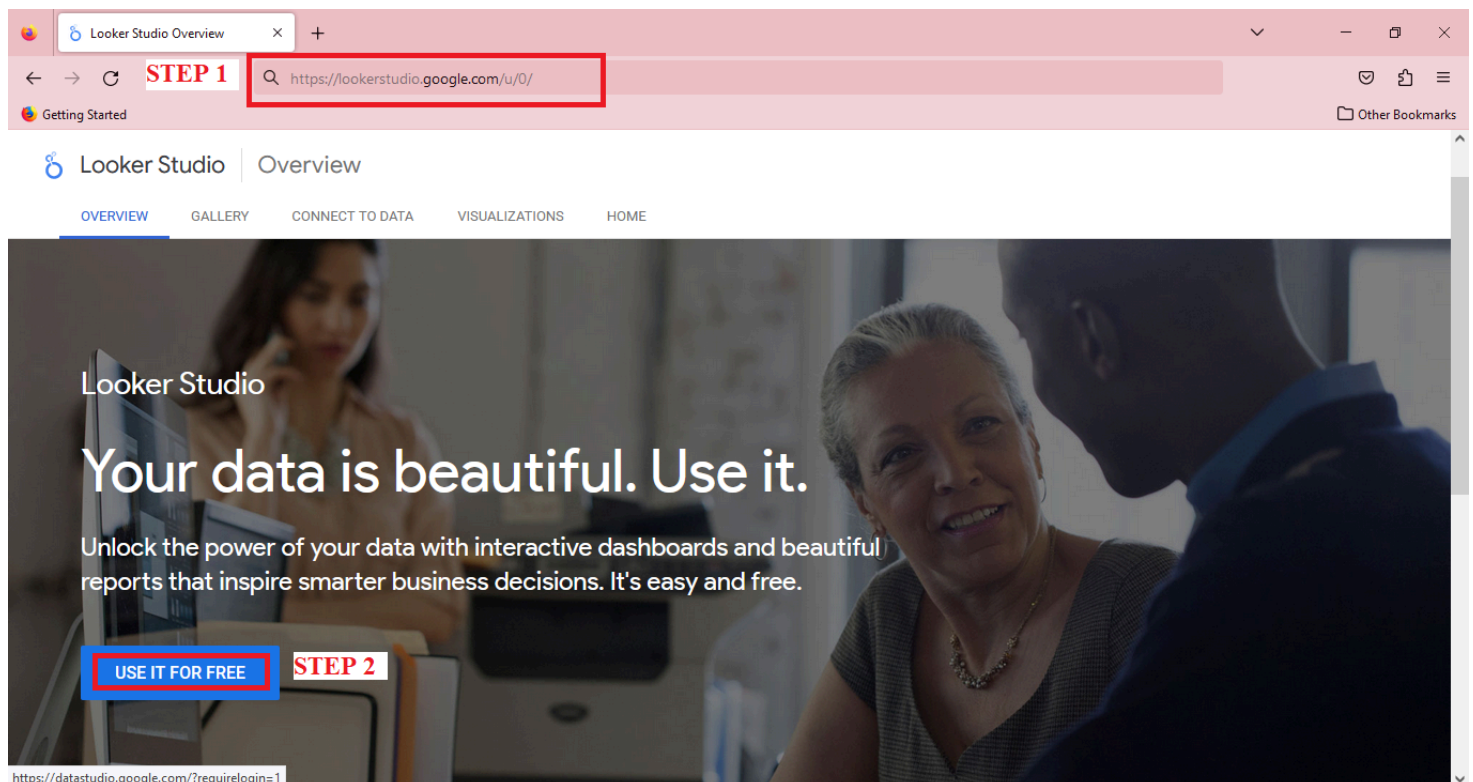 Looker Studio Overview
STEP 1
https://lookerstudio.google.com/u/0/
Getting Started
Other Bookmarks
Looker Studio Overview
OVERVIEW GALLERY CONNECT TO DATA VISUALIZATIONS HOME
Looker Studio
Your data is beautiful. Use it.
Unlock the power of your data with interactive dashboards and beautiful
reports that inspire smarter business decisions. It's easy and free.
USE IT FOR FREE
STEP 2
https://datastudio.google.com/?requirelogin=1